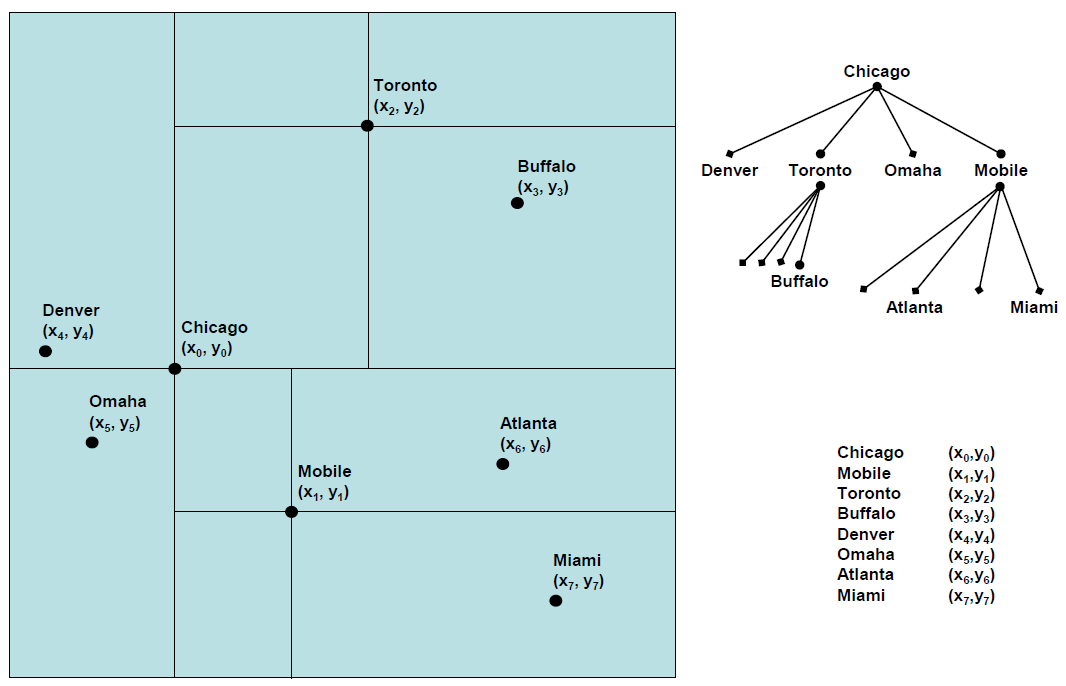 Toronto
(x₂, y₂)
Buffalo
(x₃, y₃)
Denver
(x₄, y₄)
Chicago
(x₀, y₀)
Omaha
(x₅, y₅)
Atlanta
(x₆, y₆)
Mobile
(x₁, y₁)
Miami
(x₇, y₇)
Chicago
Denver Toronto Omaha Mobile
Buffalo
Atlanta Miami
Chicago (x₀,y₀)
Mobile (x₁,y₁)
Toronto (x₂,y₂)
Buffalo (x₃,y₃)
Denver (x₄,y₄)
Omaha (x₅,y₅)
Atlanta (x₆,y₆)
Miami (x₇,y₇)